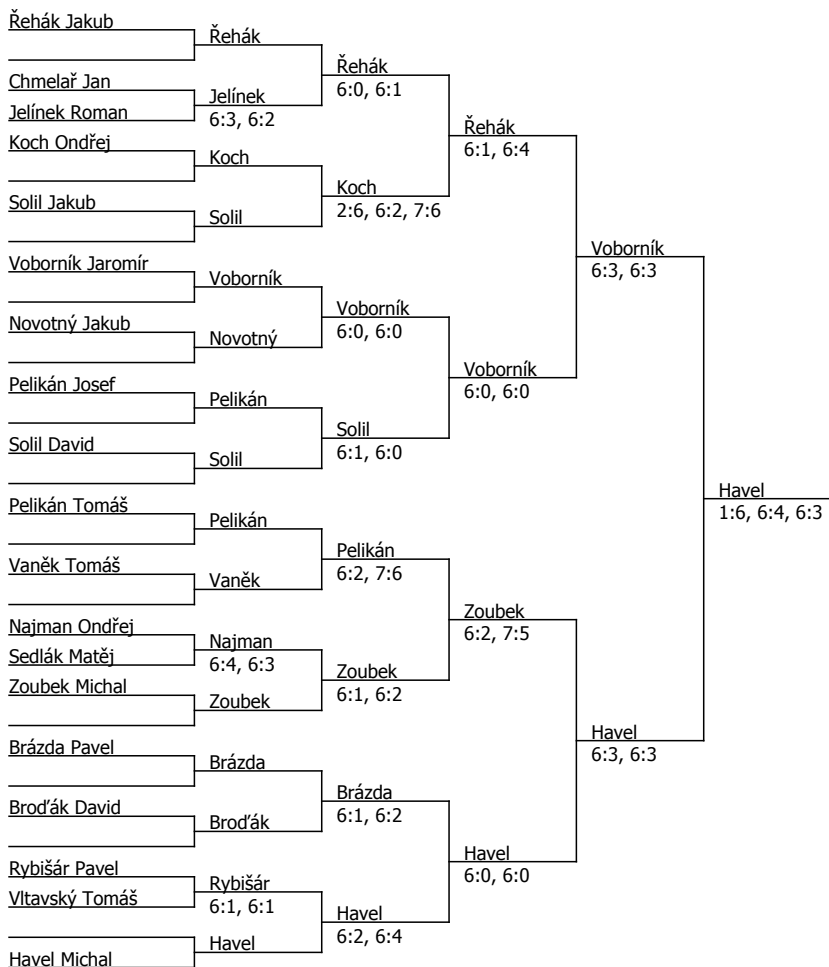 Řehák Jakub
Řehák
Řehák
6:0, 6:1
Chmelař Jan
Jelínek
Jelínek Roman
6:3, 6:2
Řehák
6:1, 6:4
Koch Ondřej
Koch
Koch
2:6, 6:2, 7:6
Solil Jakub
Solil
Voborník
6:3, 6:3
Voborník Jaromír
Voborník
Voborník
6:0, 6:0
Novotný Jakub
Novotný
Voborník
6:0, 6:0
Pelikán Josef
Pelikán
Solil
6:1, 6:0
Solil David
Solil
Havel
1:6, 6:4, 6:3
Pelikán Tomáš
Pelikán
Pelikán
6:2, 7:6
Vaněk Tomáš
Vaněk
Zoubek
6:2, 7:5
Najman Ondřej
Najman
Sedlák Matěj
6:4, 6:3
Zoubek
6:1, 6:2
Zoubek Michal
Zoubek
Havel
6:3, 6:3
Brázda Pavel
Brázda
Brázda
6:1, 6:2
Broďák David
Broďák
Havel
6:0, 6:0
Rybišár Pavel
Rybišár
Vltavský Tomáš
6:1, 6:1
Havel
6:2, 6:4
Havel
Havel Michal